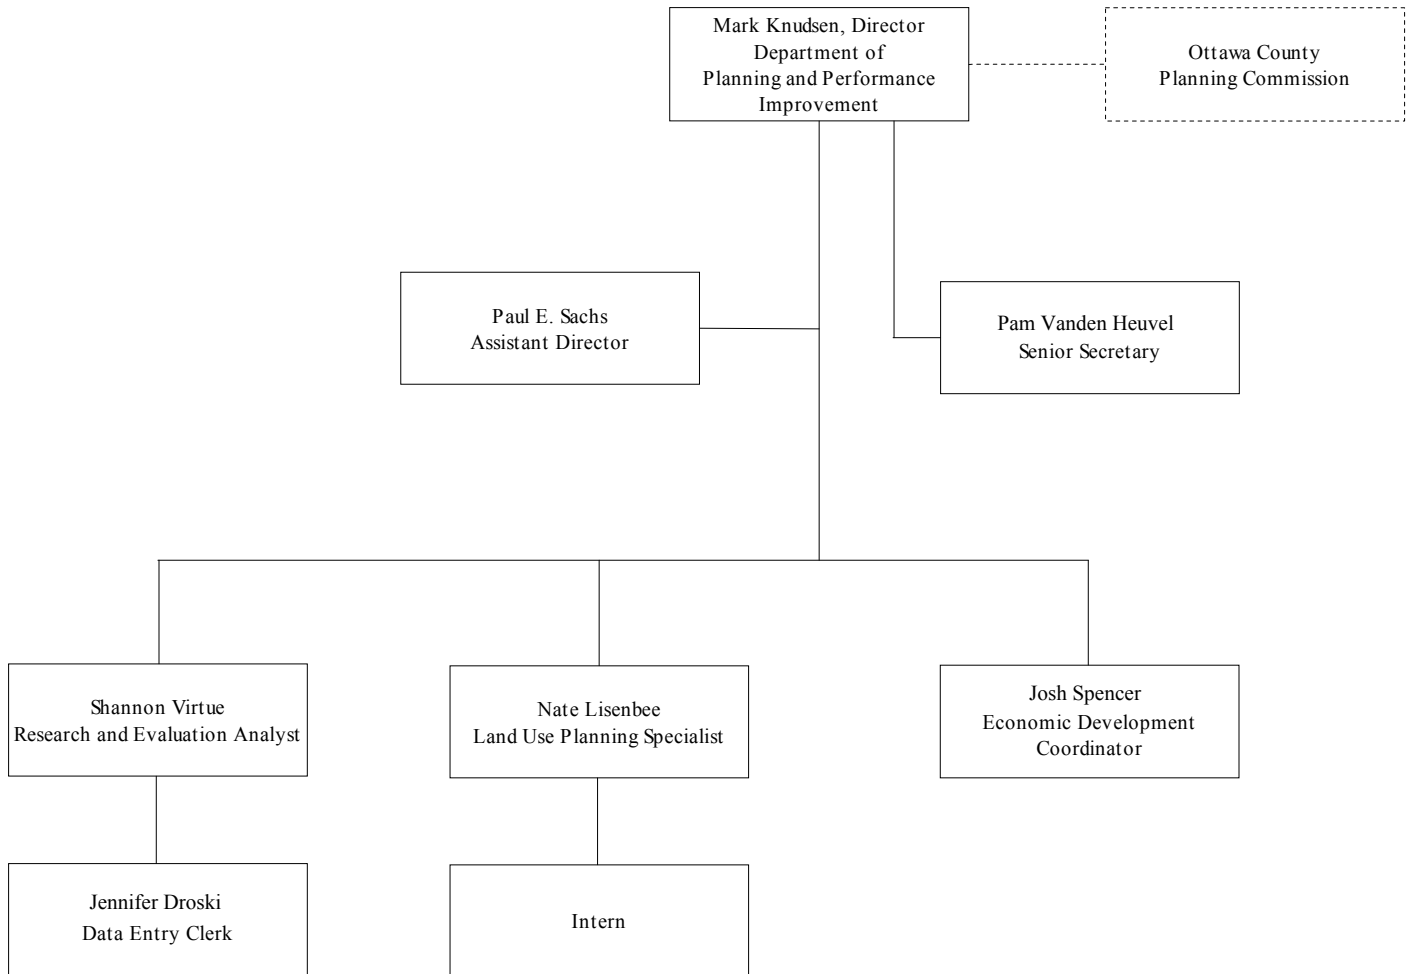 Mark Knudsen, Director
Department of
Planning and Performance
Improvement
Ottawa County
Planning Commission
Paul E. Sachs
Assistant Director
Pam Vanden Heuvel
Senior Secretary
Shannon Virtue
Research and Evaluation Analyst
Nate Lisenbee
Land Use Planning Specialist
Josh Spencer
Economic Development
Coordinator
Jennifer Droski
Data Entry Clerk
Intern